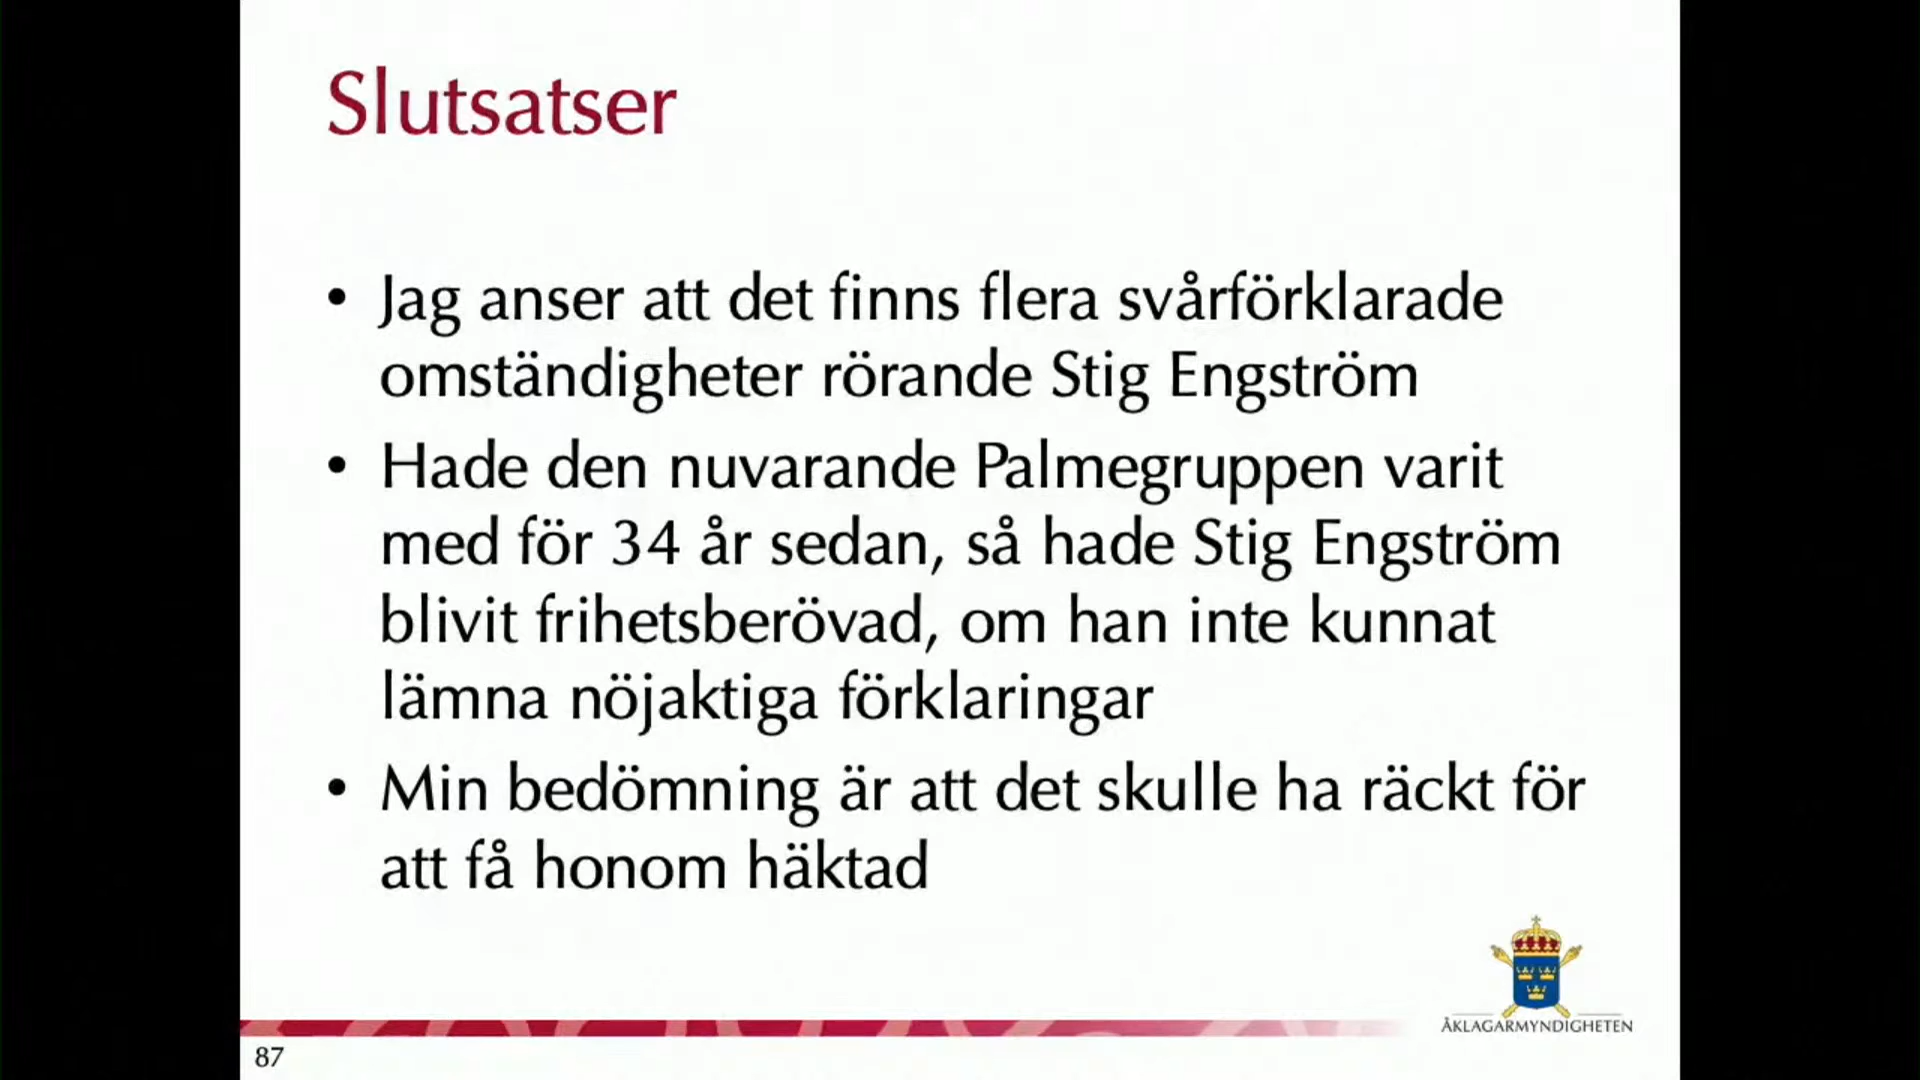 Slutsatser
• Jag anser att det finns flera svårförklarade
omständigheter rörande Stig Engström
• Hade den nuvarande Palmegruppen varit
med för 34 år sedan, så hade Stig Engström
blivit frihetsberövad, om han inte kunnat
lämna nöjaktiga förklaringar
• Min bedömning är att det skulle ha räckt för
att få honom häktad
ÅKLAGARMYNDIGHETEN
87